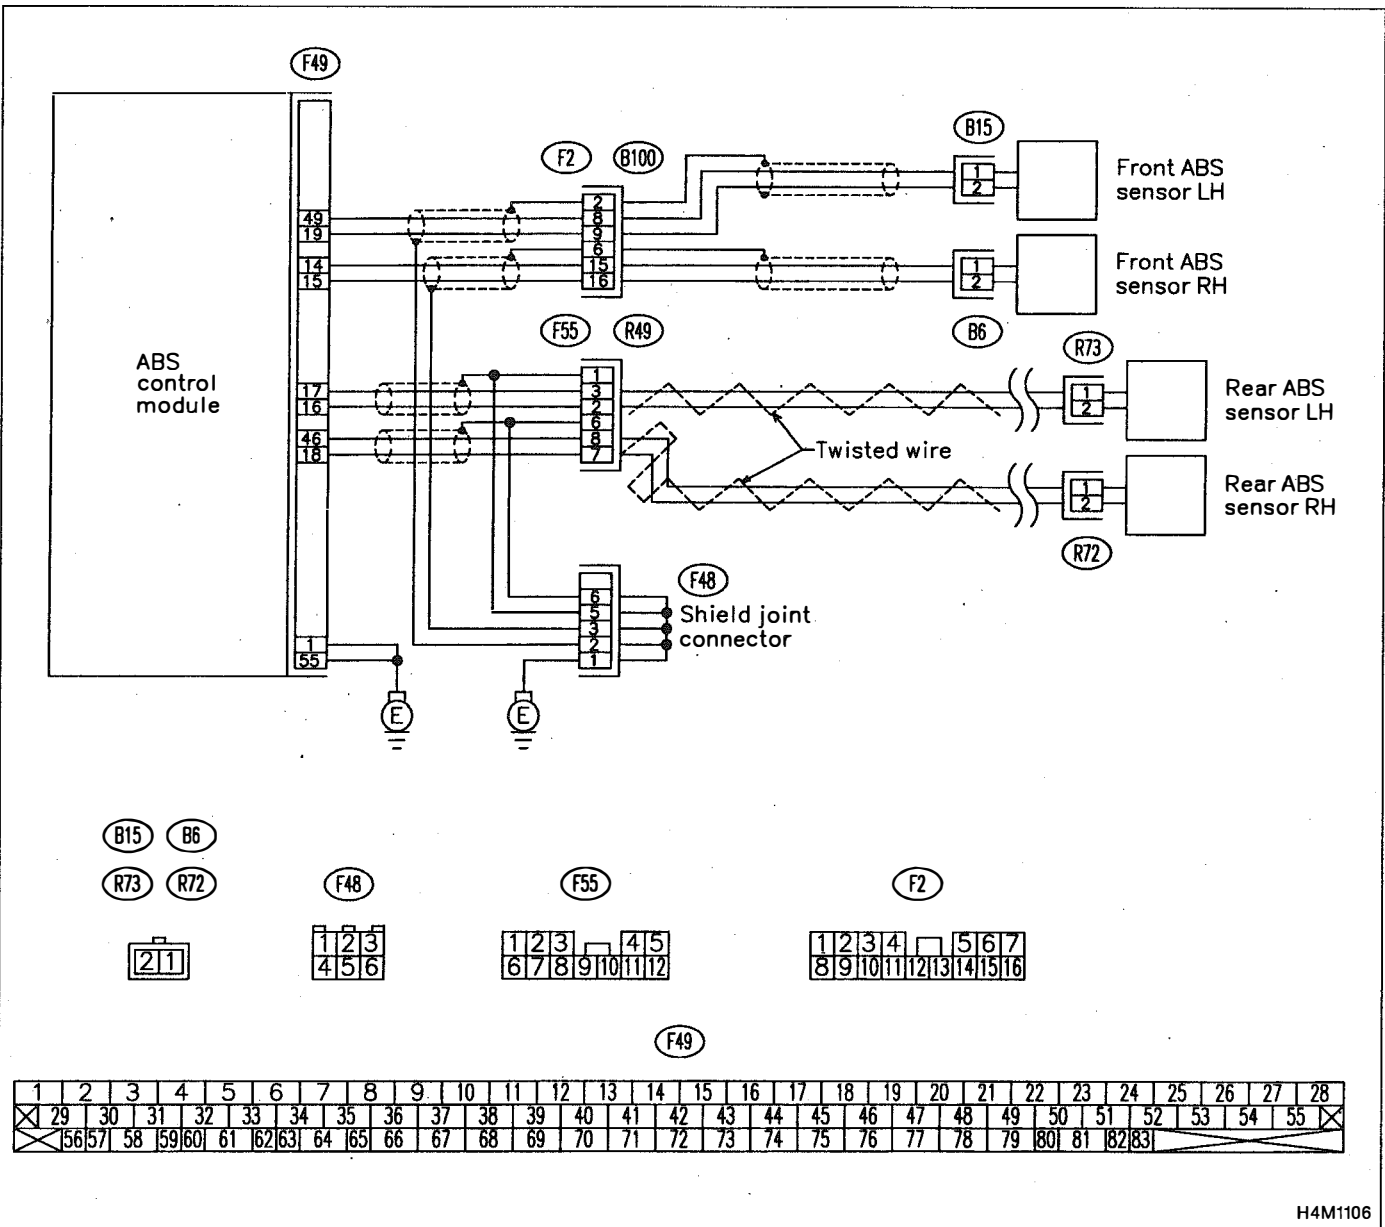 F49
B15
F2 B100
Front ABS
sensor LH
1
2
2
8
9
6
15
16
49
19
14
15
Front ABS
sensor RH
1
2
B6
F55 R49
R73
ABS
control
module
17
16
46
18
1
3
2
6
8
7
1
2
Rear ABS
sensor LH
Twisted wire
1
2
Rear ABS
sensor RH
R72
F48
Shield joint
connector
6
5
3
2
1
1
55
E E
B15 B6
R73 R72
F48
F55
F2
2 1
1 2 3
4 5 6
1 2 3 4 5
6 7 8 9 10 11 12
1 2 3 4 5 6 7
8 9 10 11 12 13 14 15 16
F49
1 2 3 4 5 6 7 8 9 10 11 12 13 14 15 16 17 18 19 20 21 22 23 24 25 26 27 28
29 30 31 32 33 34 35 36 37 38 39 40 41 42 43 44 45 46 47 48 49 50 51 52 53 54 55
56 57 58 59 60 61 62 63 64 65 66 67 68 69 70 71 72 73 74 75 76 77 78 79 80 81 82 83
H4M1106